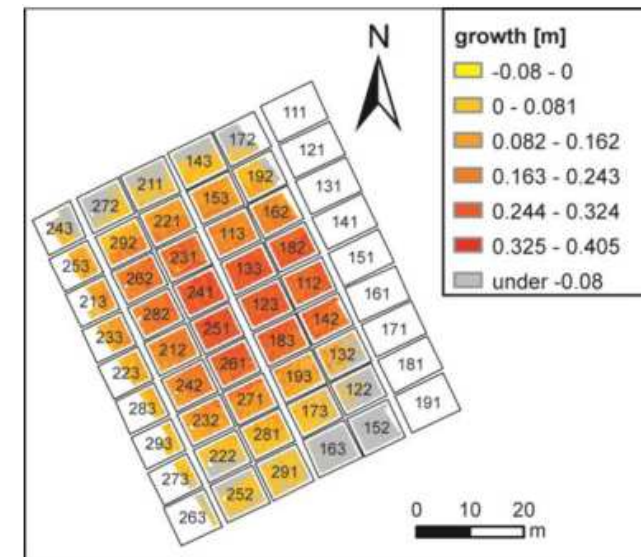 N
growth [m]
-0.08 - 0
0 - 0.081
0.082 - 0.162
0.163 - 0.243
0.244 - 0.324
0.325 - 0.405
under -0.08
243 272 211 143 172 111
253 292 221 153 192 121
213 262 231 113 162 131
233 282 241 133 182 141
223 212 251 123 112 151
283 242 261 183 142 161
293 232 271 193 132 171
273 222 281 173 122 181
263 252 291 163 152 191
0 10 20
m